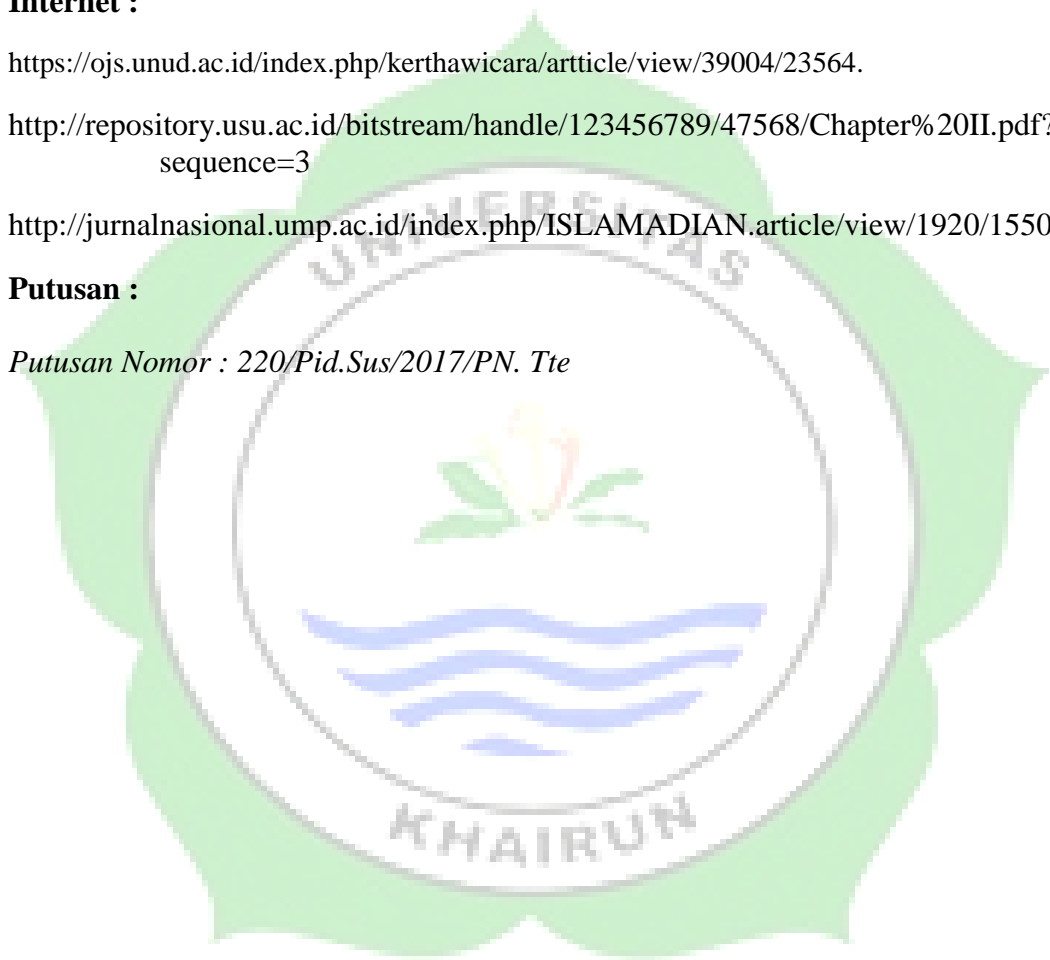 Internet :
https://ojs.unud.ac.id/index.php/kerthawicara/artticle/view/39004/23564.
http://repository.usu.ac.id/bitstream/handle/123456789/47568/Chapter%20II.pdf?
sequence=3
http://jurnalnasional.ump.ac.id/index.php/ISLAMADIAN.article/view/1920/1550
UNIVERSITAS
Putusan :
Putusan Nomor : 220/Pid.Sus/2017/PN. Tte
KHAIRUN